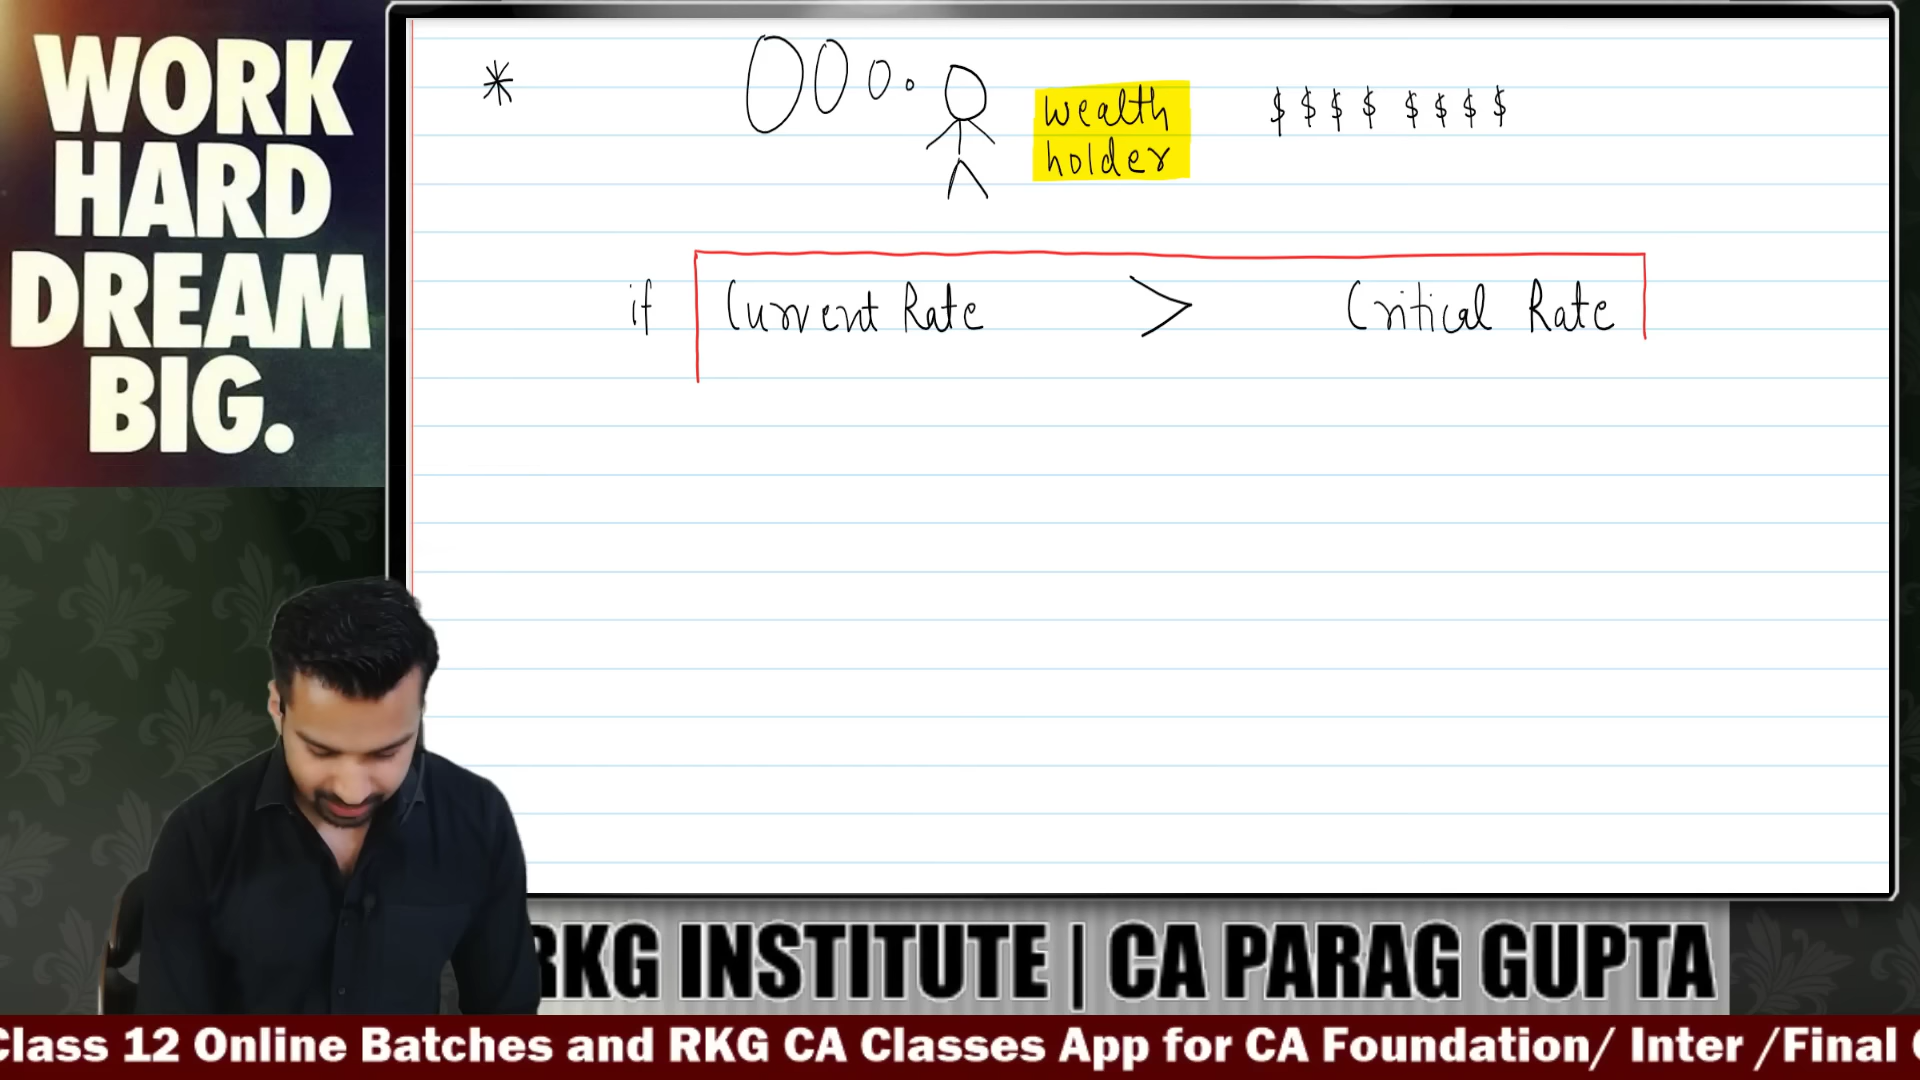 WORK
HARD
DREAM
BIG.
* wealth $ $ $ $ $ $ $ $
holder
if Current Rate > Critical Rate
RKG INSTITUTE | CA PARAG GUPTA
Class 12 Online Batches and RKG CA Classes App for CA Foundation/ Inter /Final